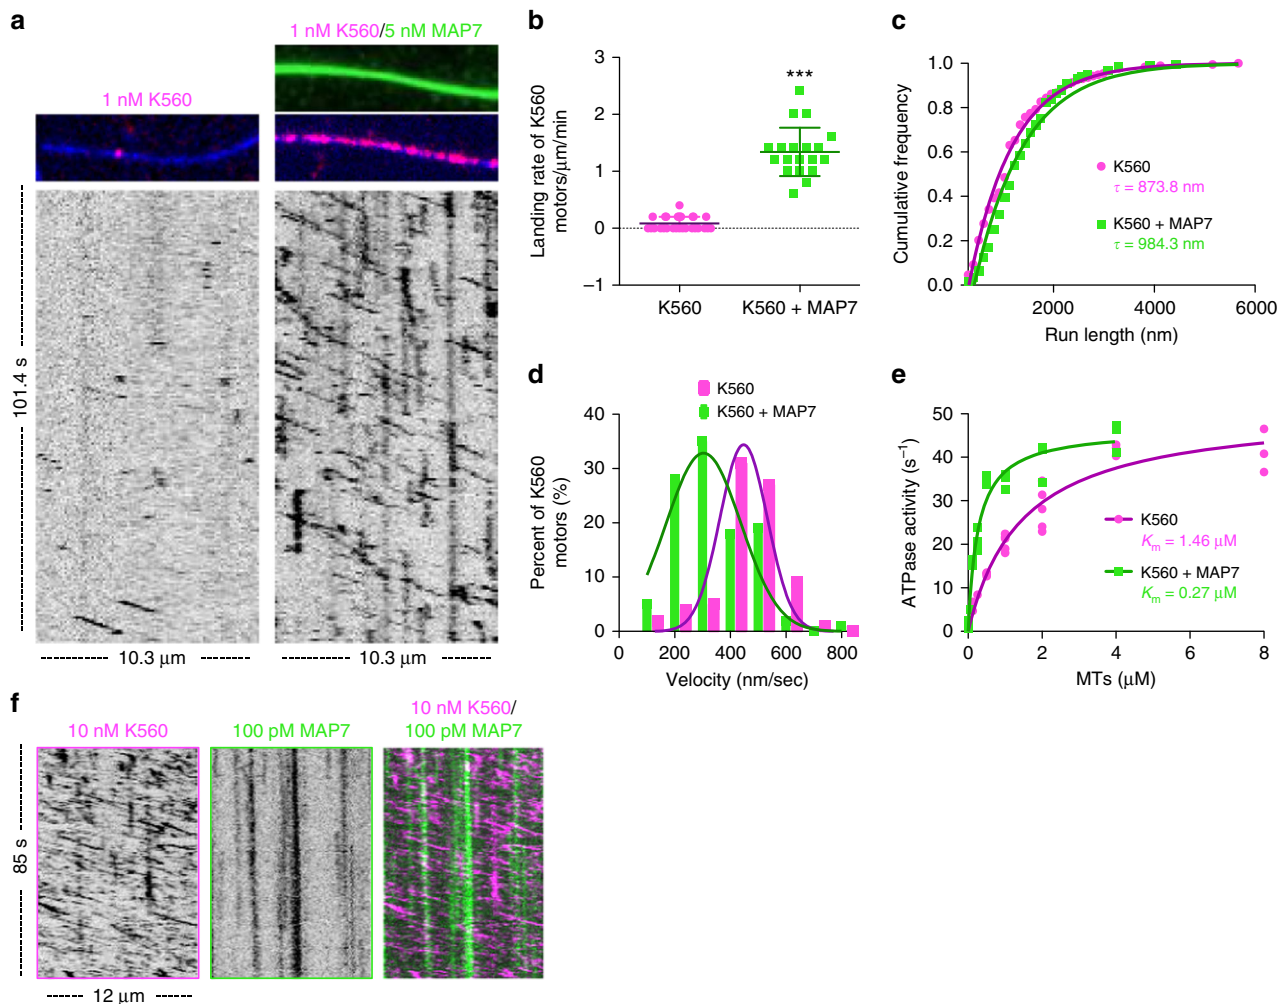 a
1 nM K560
1 nM K560/5 nM MAP7
101.4 s
10.3 μm
10.3 μm
b
Landing rate of K560
motors/μm/min
3
2
1
0
–1
***
K560
K560 + MAP7
c
Cumulative frequency
1.0
0.8
0.6
0.4
0.2
0.0
K560
τ = 873.8 nm
K560 + MAP7
τ = 984.3 nm
2000
4000
6000
Run length (nm)
d
K560
K560 + MAP7
Percent of K560
motors (%)
40
30
20
10
0
0
200
400
600
800
Velocity (nm/sec)
e
ATPase activity (s⁻¹)
50
40
30
20
10
0
K560
Km = 1.46 μM
K560 + MAP7
Km = 0.27 μM
0
2
4
6
8
MTs (μM)
f
10 nM K560
100 pM MAP7
10 nM K560/
100 pM MAP7
85 s
12 μm